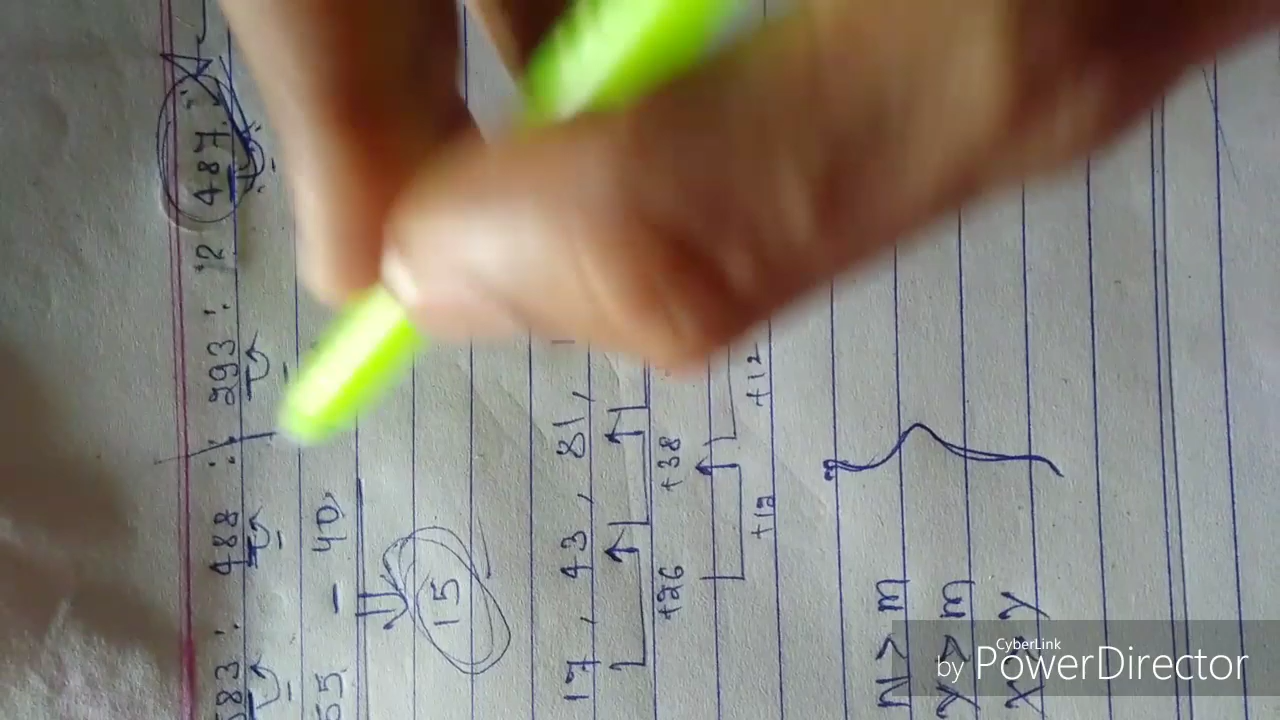 583 : 488 :: 293 : 12 487
55 - 40
15
17, 43, 81,
+26 +38
+12 +12
N > m
y > m
x > y
CyberLink
by PowerDirector